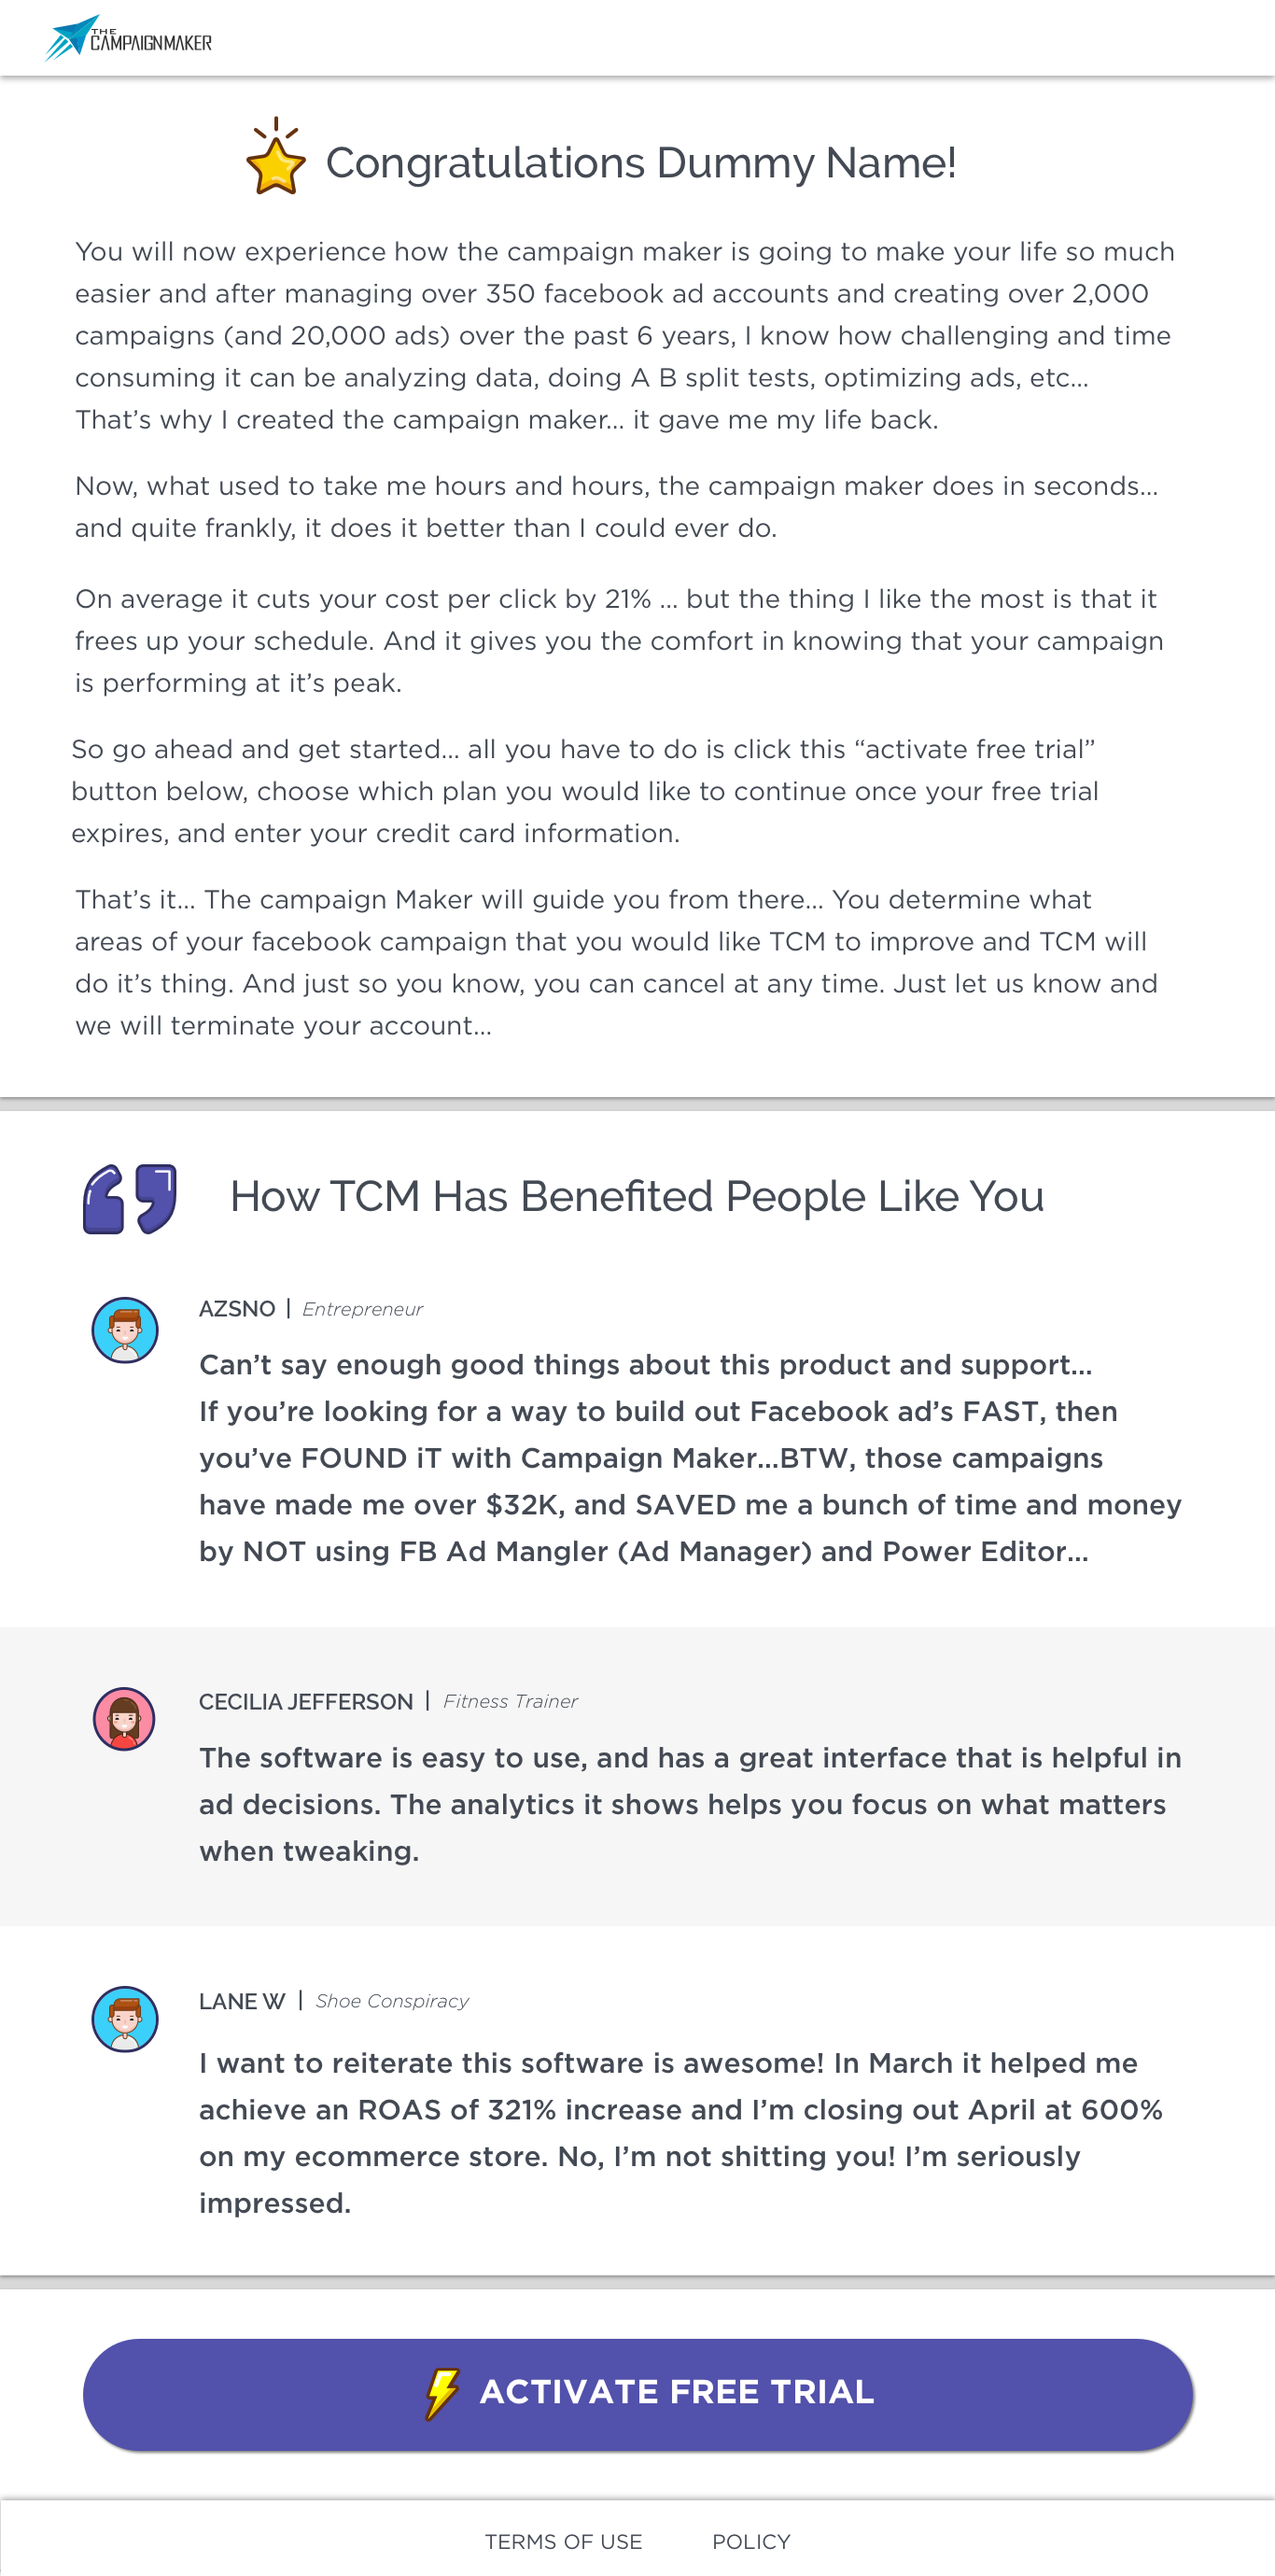 THE
CAMPAIGNMAKER
Congratulations Dummy Name!
You will now experience how the campaign maker is going to make your life so much
easier and after managing over 350 facebook ad accounts and creating over 2,000
campaigns (and 20,000 ads) over the past 6 years, I know how challenging and time
consuming it can be analyzing data, doing A B split tests, optimizing ads, etc...
That’s why I created the campaign maker... it gave me my life back.
Now, what used to take me hours and hours, the campaign maker does in seconds...
and quite frankly, it does it better than I could ever do.
On average it cuts your cost per click by 21% ... but the thing I like the most is that it
frees up your schedule. And it gives you the comfort in knowing that your campaign
is performing at it’s peak.
So go ahead and get started... all you have to do is click this “activate free trial”
button below, choose which plan you would like to continue once your free trial
expires, and enter your credit card information.
That’s it... The campaign Maker will guide you from there... You determine what
areas of your facebook campaign that you would like TCM to improve and TCM will
do it’s thing. And just so you know, you can cancel at any time. Just let us know and
we will terminate your account...
How TCM Has Benefited People Like You
AZSNO | Entrepreneur
Can’t say enough good things about this product and support...
If you’re looking for a way to build out Facebook ad’s FAST, then
you’ve FOUND iT with Campaign Maker...BTW, those campaigns
have made me over $32K, and SAVED me a bunch of time and money
by NOT using FB Ad Mangler (Ad Manager) and Power Editor...
CECILIA JEFFERSON | Fitness Trainer
The software is easy to use, and has a great interface that is helpful in
ad decisions. The analytics it shows helps you focus on what matters
when tweaking.
LANE W | Shoe Conspiracy
I want to reiterate this software is awesome! In March it helped me
achieve an ROAS of 321% increase and I’m closing out April at 600%
on my ecommerce store. No, I’m not shitting you! I’m seriously
impressed.
ACTIVATE FREE TRIAL
TERMS OF USE POLICY